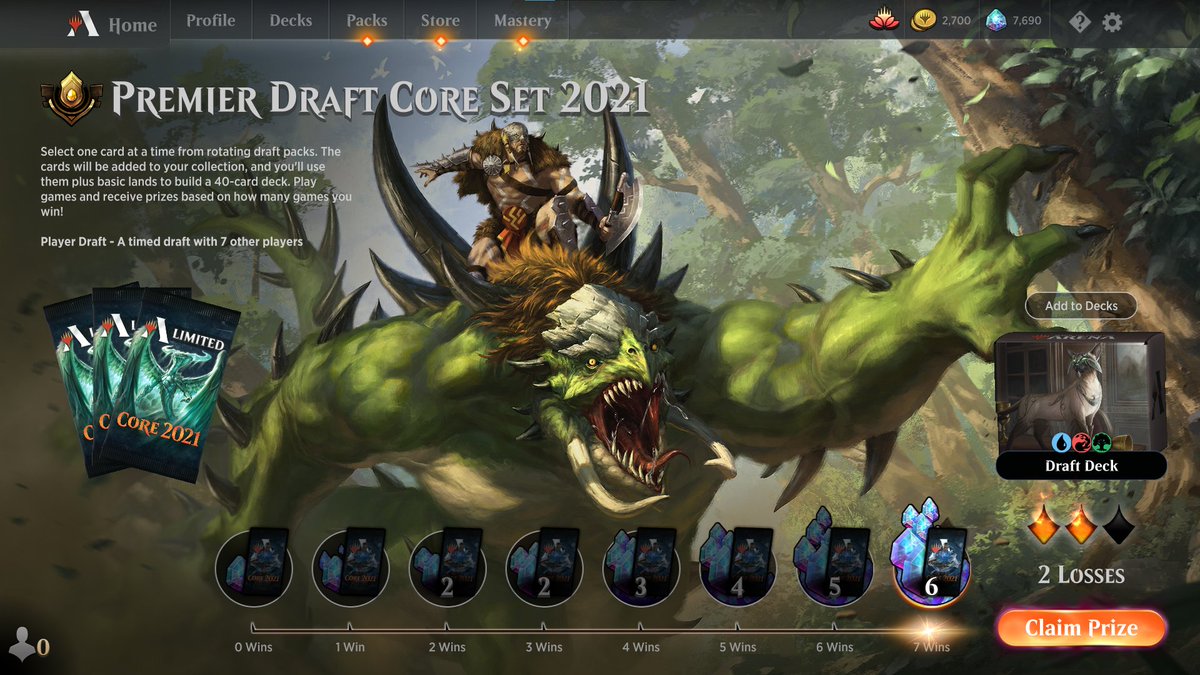 Home
Profile
Decks
Packs
Store
Mastery
2,700
7,690
?
PREMIER DRAFT CORE SET 2021
Select one card at a time from rotating draft packs. The
cards will be added to your collection, and you'll use
them plus basic lands to build a 40-card deck. Play
games and receive prizes based on how many games you
win!
Player Draft - A timed draft with 7 other players
LIMITED
CORE 2021
Add to Decks
ARENA
Draft Deck
2 LOSSES
Claim Prize
CORE 2021
CORE 2021
2
2
3
4
5
6
0 Wins
1 Win
2 Wins
3 Wins
4 Wins
5 Wins
6 Wins
7 Wins
0